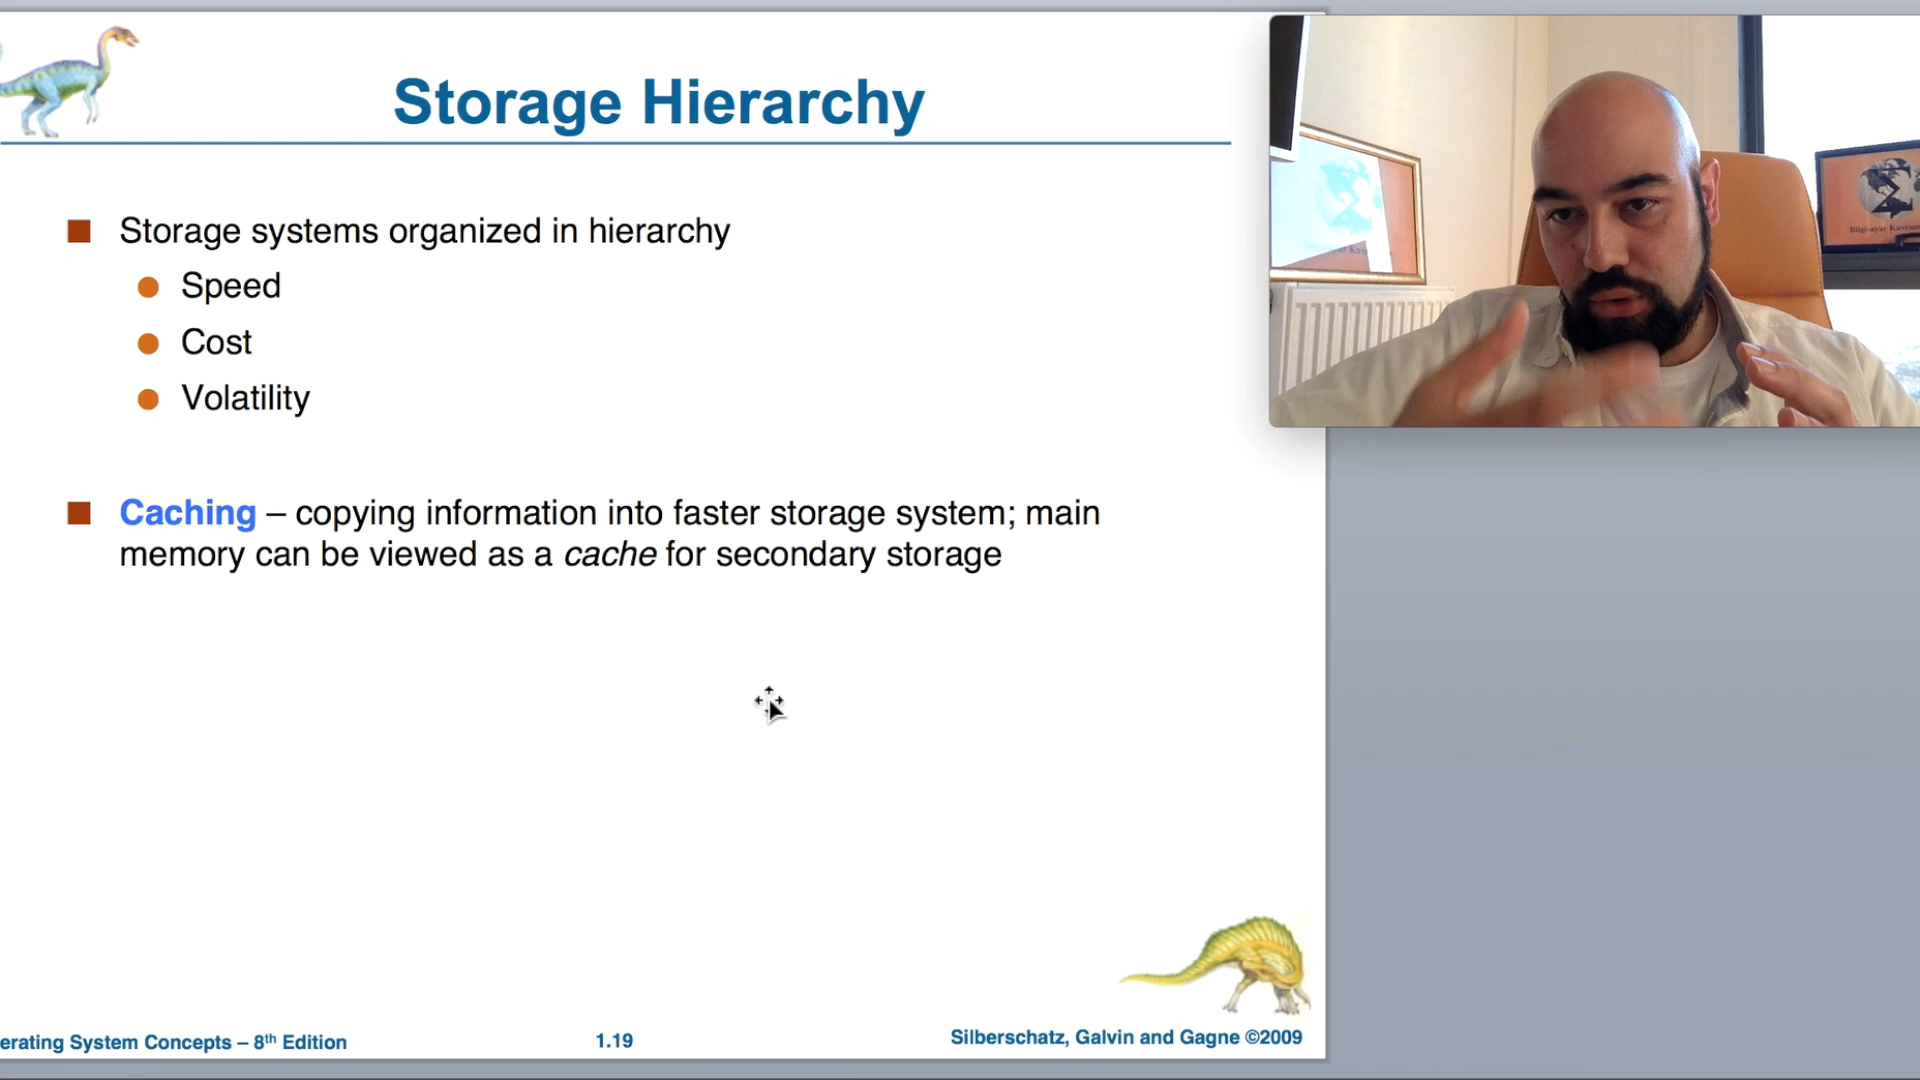 Storage Hierarchy
Storage systems organized in hierarchy
Speed
Cost
Volatility
Caching – copying information into faster storage system; main
memory can be viewed as a cache for secondary storage
erating System Concepts – 8th Edition
1.19
Silberschatz, Galvin and Gagne ©2009